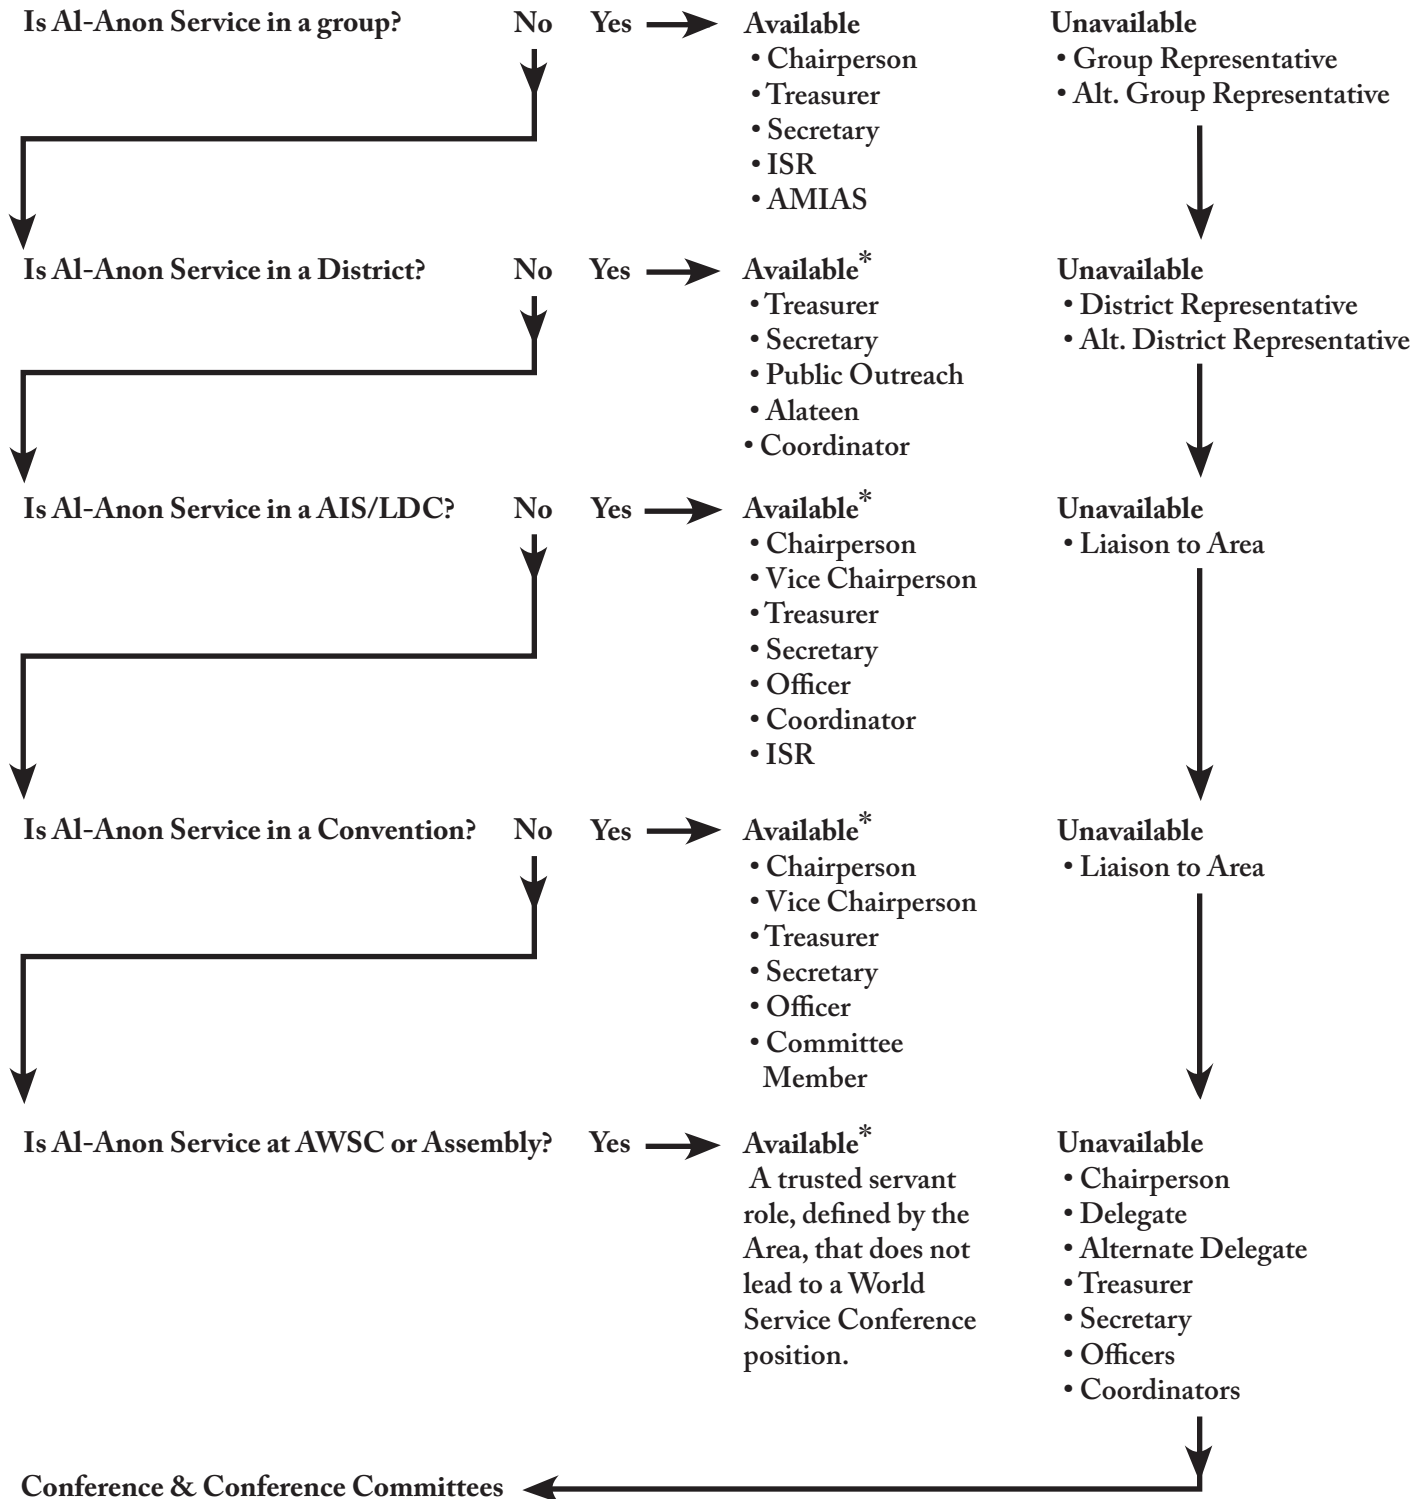 Is Al-Anon Service in a group? No Yes Available Unavailable
• Chairperson • Group Representative
• Treasurer • Alt. Group Representative
• Secretary
• ISR
• AMIAS
Is Al-Anon Service in a District? No Yes Available* Unavailable
• Treasurer • District Representative
• Secretary • Alt. District Representative
• Public Outreach
• Alateen
• Coordinator
Is Al-Anon Service in a AIS/LDC? No Yes Available* Unavailable
• Chairperson • Liaison to Area
• Vice Chairperson
• Treasurer
• Secretary
• Officer
• Coordinator
• ISR
Is Al-Anon Service in a Convention? No Yes Available* Unavailable
• Chairperson • Liaison to Area
• Vice Chairperson
• Treasurer
• Secretary
• Officer
• Committee
Member
Is Al-Anon Service at AWSC or Assembly? Yes Available* Unavailable
A trusted servant • Chairperson
role, defined by the • Delegate
Area, that does not • Alternate Delegate
lead to a World • Treasurer
Service Conference • Secretary
position. • Officers
• Coordinators
Conference & Conference Committees